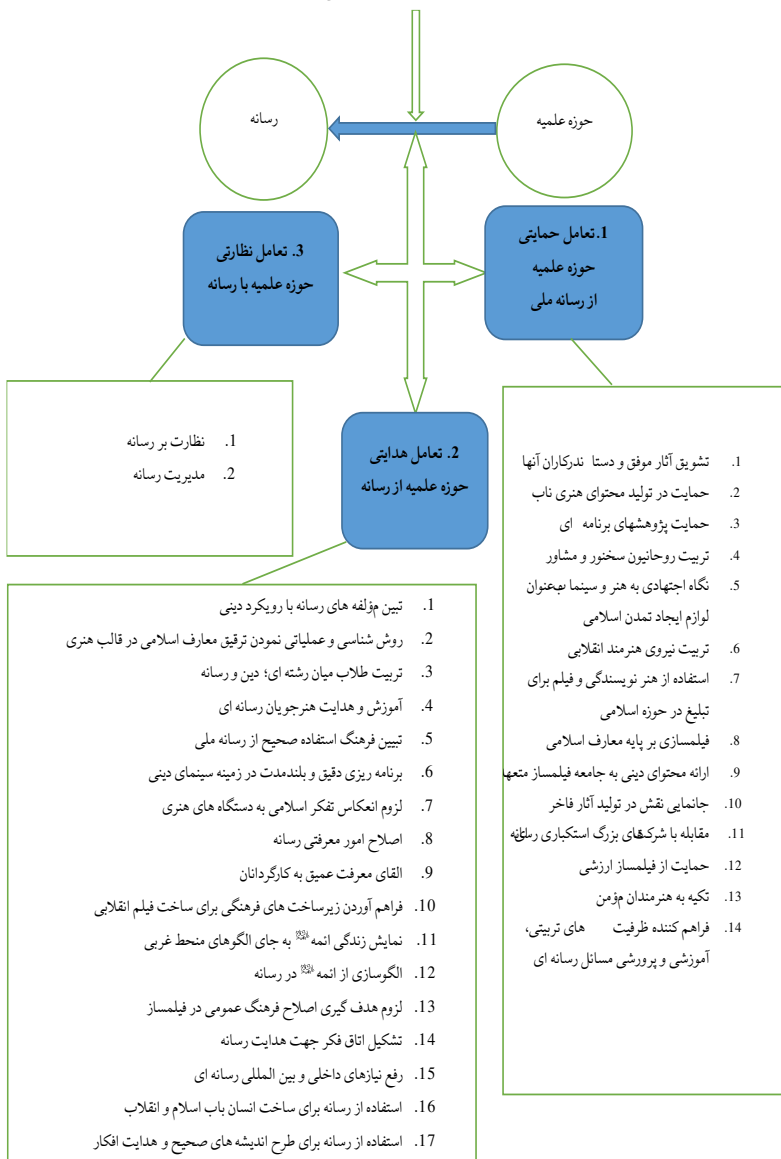 حوزه علمیه
رسانه
1.تعامل حمایتی
حوزه علمیه
از رسانه ملی
3. تعامل نظارتی
حوزه علمیه با رسانه
2. تعامل هدایتی
حوزه علمیه از رسانه
1. تشویق آثار موفق و دستا ندرکاران آنها
2. حمایت در تولید محتوای هنری ناب
3. حمایت پژوهشهای برنامه ای
4. تربیت روحانیون سخنور و مشاور
5. نگاه اجتهادی به هنر و سینما بهعنوان
لوازم ایجاد تمدن اسلامی
6. تربیت نیروی هنرمند انقلابی
7. استفاده از هنر نویسندگی و فیلم برای
تبلیغ در حوزه اسلامی
8. فیلمسازی بر پایه معارف اسلامی
9. ارائه محتوای دینی به جامعه فیلمساز متعهد
10. جانمایی نقش در تولید آثار فاخر
11. مقابله با شرکتهای بزرگ استکباری رسانه
12. حمایت از فیلمساز ارزشی
13. تکیه به هنرمندان مؤمن
14. فراهم کننده ظرفیت های تربیتی،
آموزشی و پرورشی مسائل رسانه ای
1. نظارت بر رسانه
2. مدیریت رسانه
1. تبین مؤلفه های رسانه با رویکرد دینی
2. روش شناسی و عملیاتی نمودن ترقیق معارف اسلامی در قالب هنری
3. تربیت طلاب میان رشته ای؛ دین و رسانه
4. آموزش و هدایت هنرجویان رسانه ای
5. تبیین فرهنگ استفاده صحیح از رسانه ملی
6. برنامه ریزی دقیق و بلندمدت در زمینه سینمای دینی
7. لزوم انعکاس تفکر اسلامی به دستگاه های هنری
8. اصلاح امور معرفتی رسانه
9. القای معرفت عمیق به کارگردانان
10. فراهم آوردن زیرساخت های فرهنگی برای ساخت فیلم انقلابی
11. نمایش زندگی ائمه به جای الگوهای منحط غربی
12. الگوسازی از ائمه در رسانه
13. لزوم هدف گیری اصلاح فرهنگ عمومی در فیلمساز
14. تشکیل اتاق فکر جهت هدایت رسانه
15. رفع نیازهای داخلی و بین المللی رسانه ای
16. استفاده از رسانه برای ساخت انسان باب اسلام و انقلاب
17. استفاده از رسانه برای طرح اندیشه های صحیح و هدایت افکار